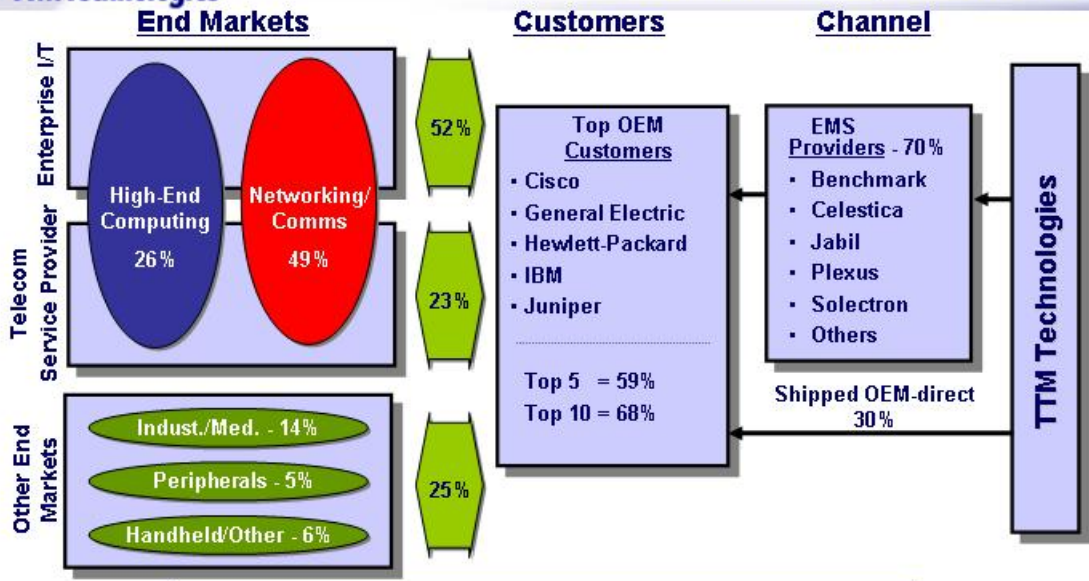 End Markets
Customers
Channel
Enterprise I/T
High-End
Computing
26%
Networking/
Comms
49%
52%
Telecom
Service Provider
23%
Other End
Markets
Indust./Med. - 14%
Peripherals - 5%
Handheld/Other - 6%
25%
Top OEM
Customers
▪ Cisco
▪ General Electric
▪ Hewlett-Packard
▪ IBM
▪ Juniper
Top 5 = 59%
Top 10 = 68%
EMS
Providers - 70%
▪ Benchmark
▪ Celestica
▪ Jabil
▪ Plexus
▪ Solectron
▪ Others
Shipped OEM-direct
30%
TTM Technologies